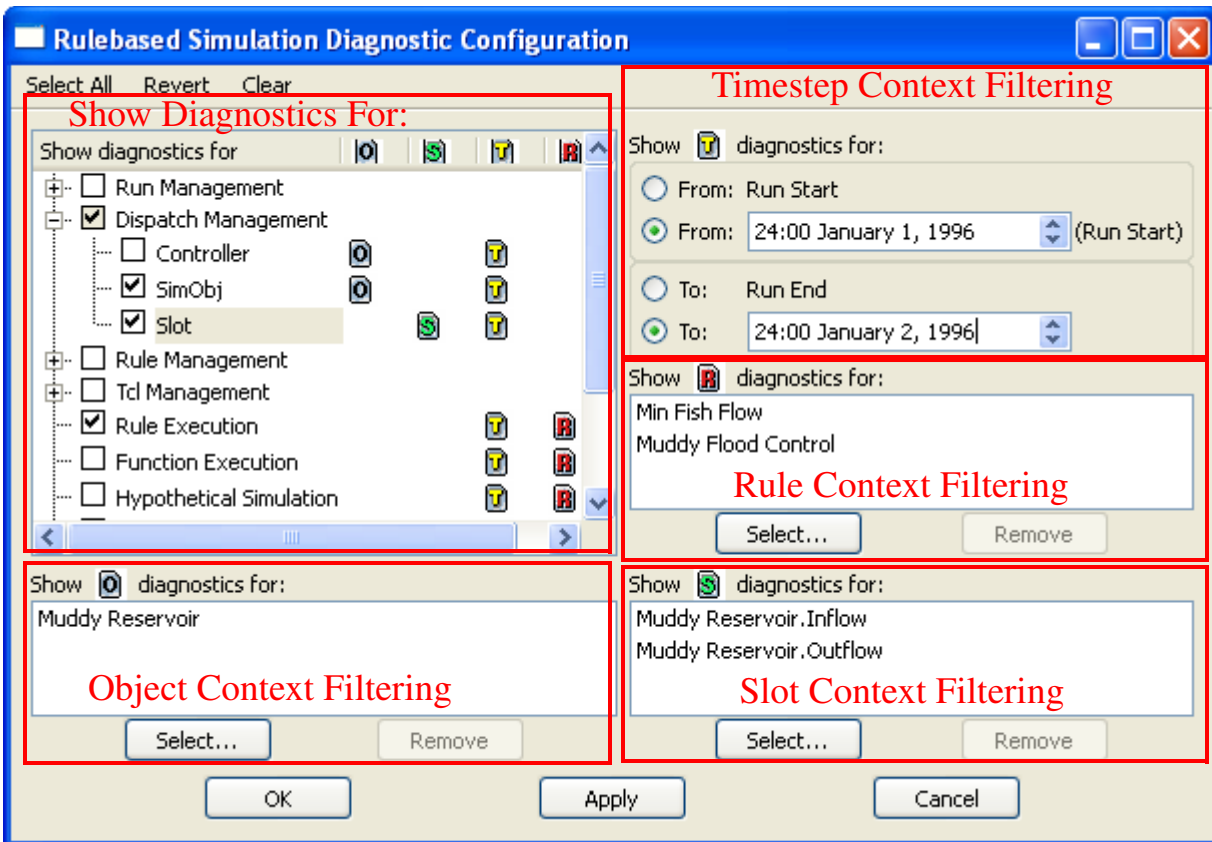 Rulebased Simulation Diagnostic Configuration
Select All Revert Clear
Show Diagnostics For:
Show diagnostics for O S T R
Run Management
Dispatch Management
Controller O T
SimObj O T
Slot S T
Rule Management
Tcl Management
Rule Execution T R
Function Execution T R
Hypothetical Simulation T R
Timestep Context Filtering
Show T diagnostics for:
From: Run Start
From: 24:00 January 1, 1996 (Run Start)
To: Run End
To: 24:00 January 2, 1996
Show R diagnostics for:
Min Fish Flow
Muddy Flood Control
Rule Context Filtering
Select... Remove
Show O diagnostics for:
Muddy Reservoir
Object Context Filtering
Select... Remove
Show S diagnostics for:
Muddy Reservoir.Inflow
Muddy Reservoir.Outflow
Slot Context Filtering
Select... Remove
OK Apply Cancel